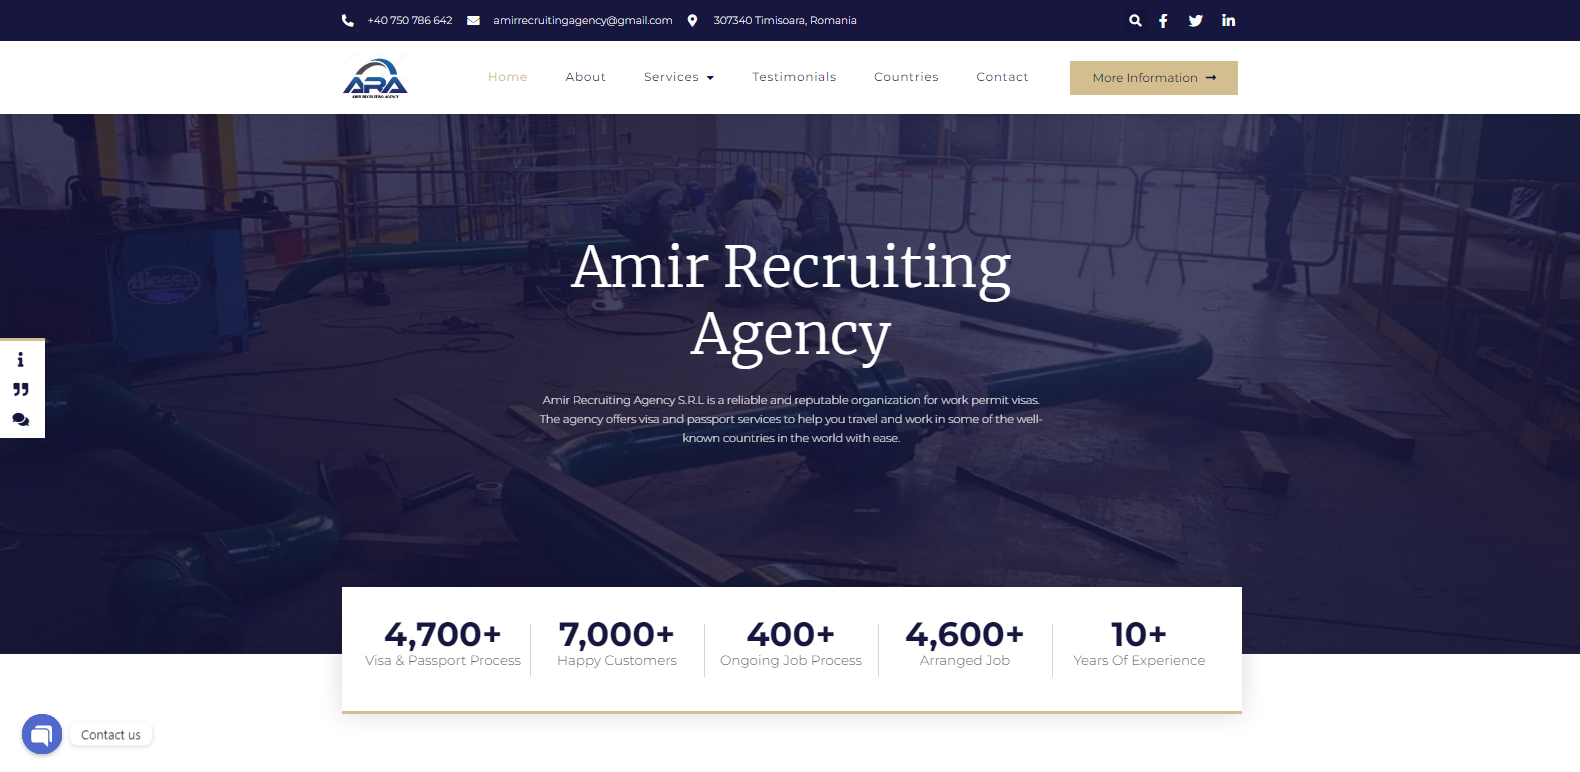 +40 750 786 642 amirrecruitingagency@gmail.com 307340 Timisoara, Romania
ARA
AMIR RECRUITING AGENCY
Home About Services Testimonials Countries Contact More Information
Biesse
Amir Recruiting
Agency
Amir Recruiting Agency S.R.L is a reliable and reputable organization for work permit visas.
The agency offers visa and passport services to help you travel and work in some of the well-
known countries in the world with ease.
4,700+ 7,000+ 400+ 4,600+ 10+
Visa & Passport Process Happy Customers Ongoing Job Process Arranged Job Years Of Experience
Contact us